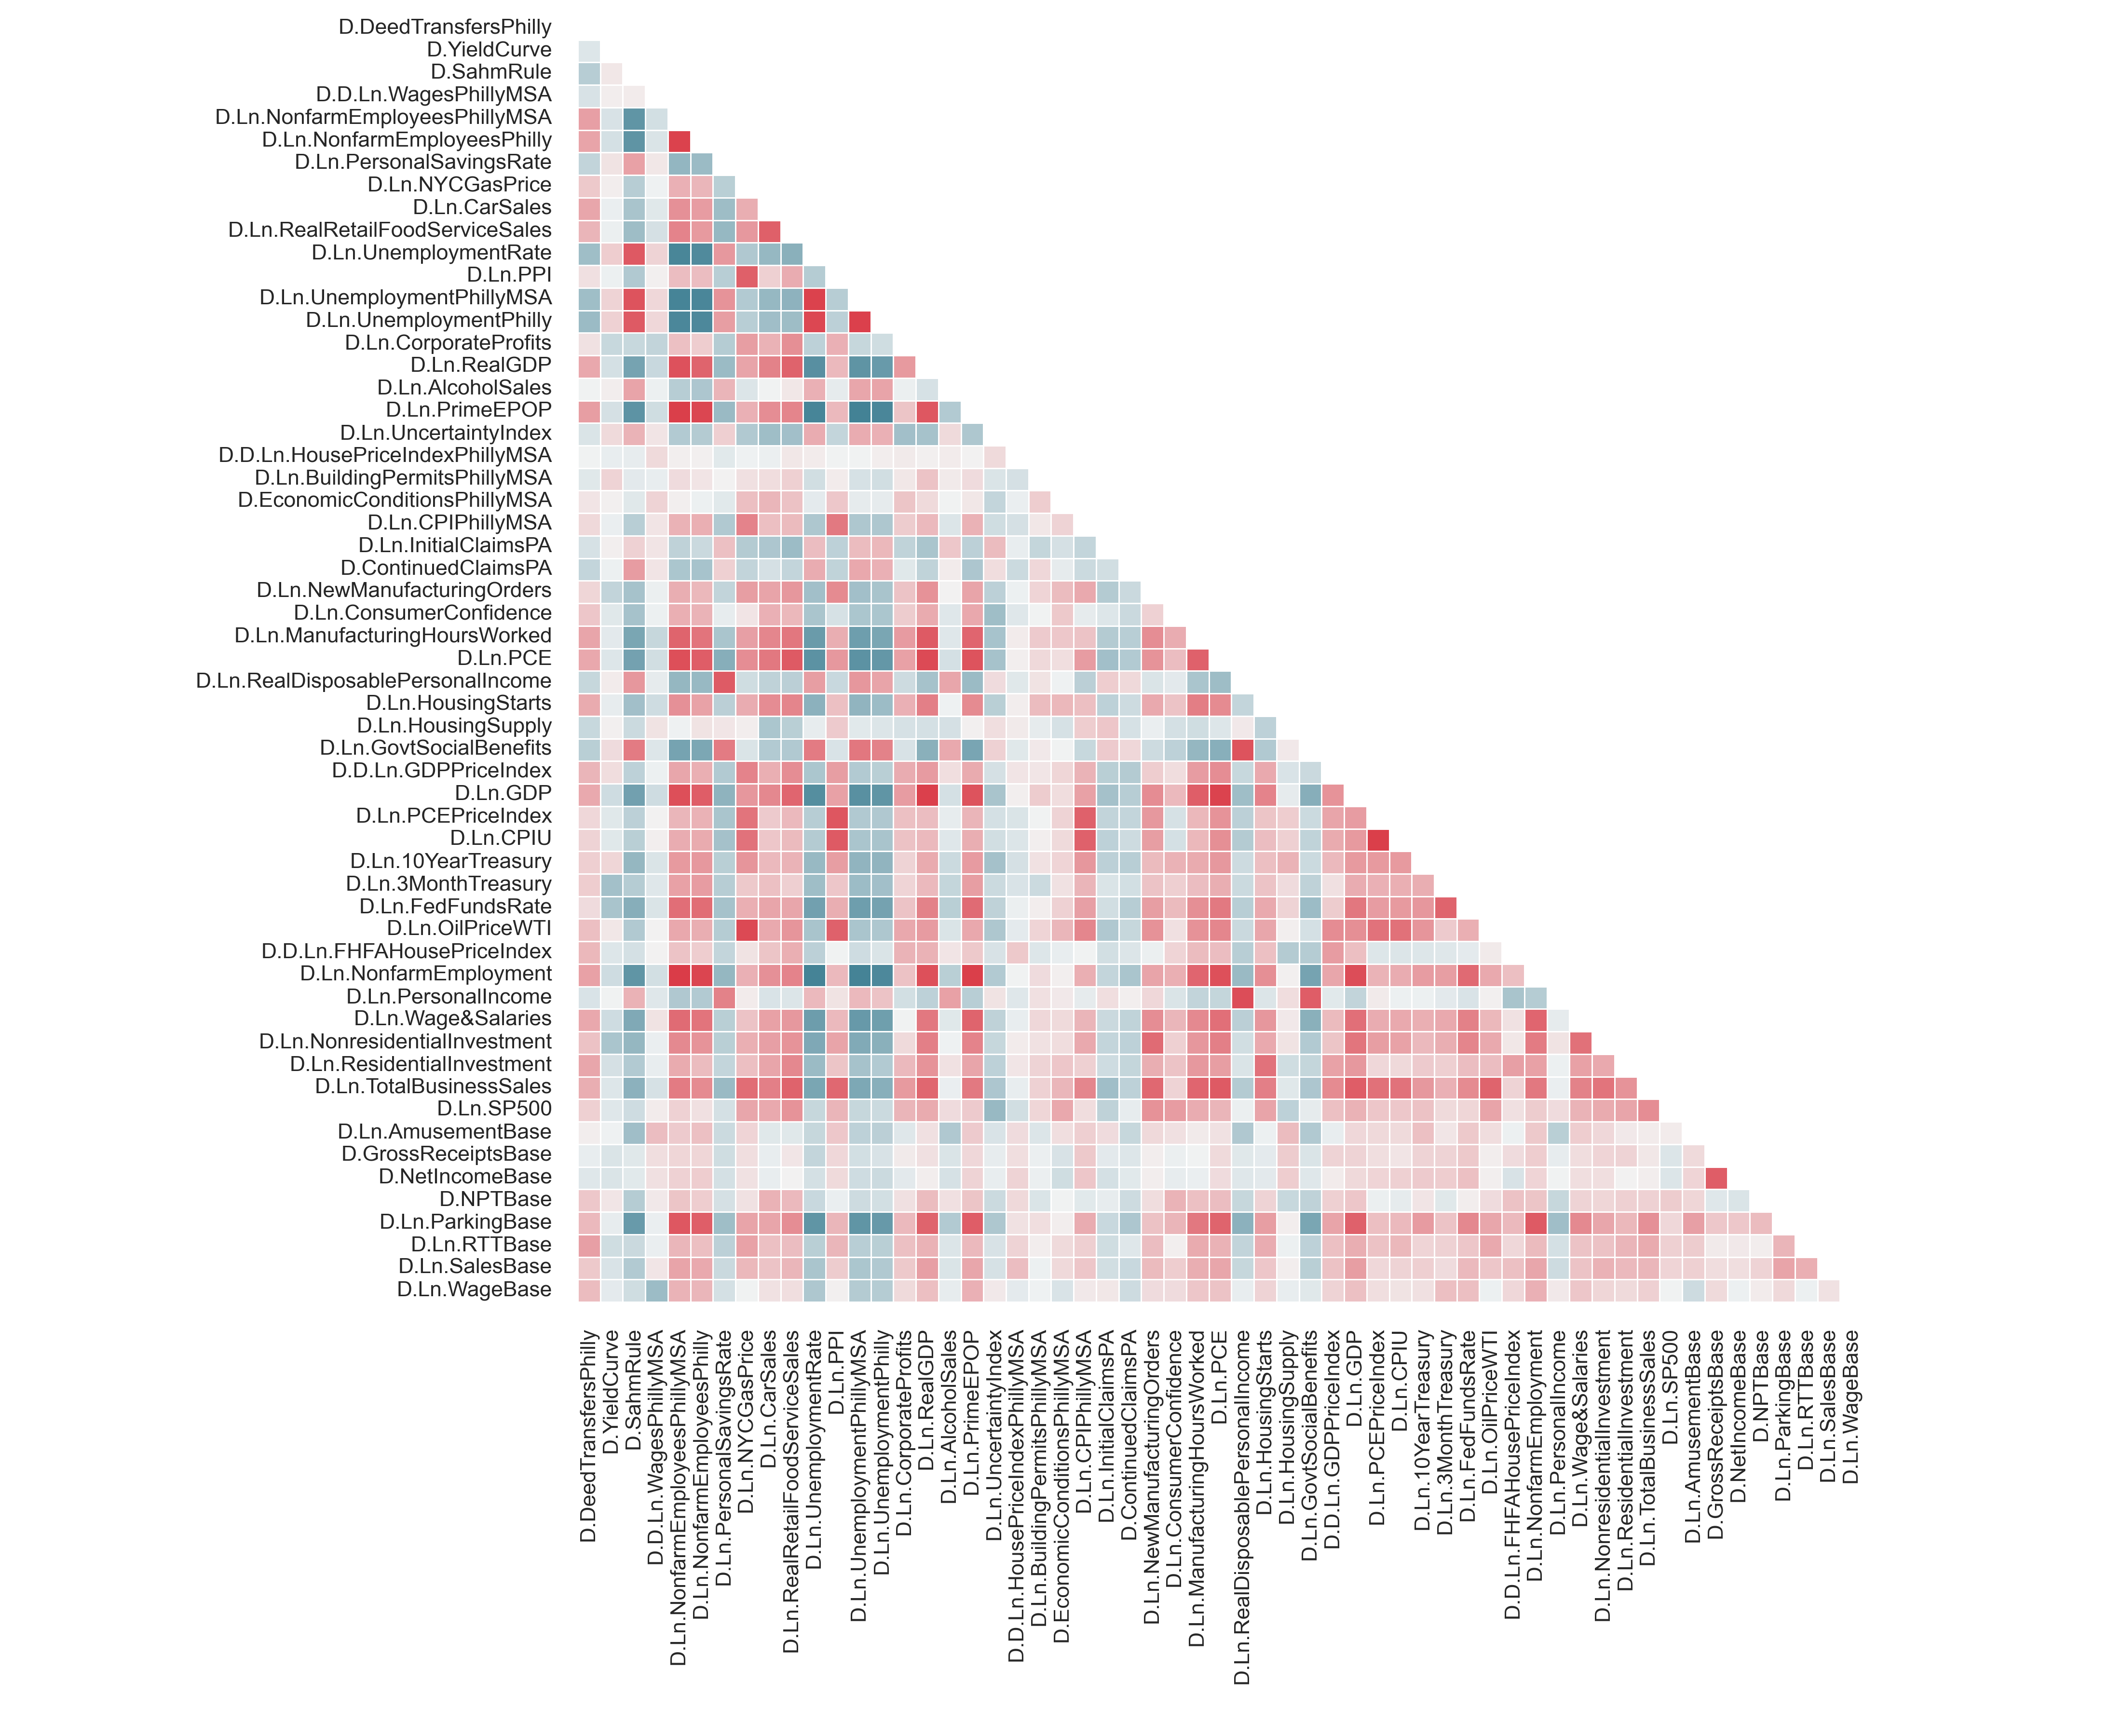 D.DeedTransfersPhilly
D.YieldCurve
D.SahmRule
D.D.Ln.WagesPhillyMSA
D.Ln.NonfarmEmployeesPhillyMSA
D.Ln.NonfarmEmployeesPhilly
D.Ln.PersonalSavingsRate
D.Ln.NYCGasPrice
D.Ln.CarSales
D.Ln.RealRetailFoodServiceSales
D.Ln.UnemploymentRate
D.Ln.PPI
D.Ln.UnemploymentPhillyMSA
D.Ln.UnemploymentPhilly
D.Ln.CorporateProfits
D.Ln.RealGDP
D.Ln.AlcoholSales
D.Ln.PrimeEPOP
D.Ln.UncertaintyIndex
D.D.Ln.HousePriceIndexPhillyMSA
D.Ln.BuildingPermitsPhillyMSA
D.EconomicConditionsPhillyMSA
D.Ln.CPIPhillyMSA
D.Ln.InitialClaimsPA
D.ContinuedClaimsPA
D.Ln.NewManufacturingOrders
D.Ln.ConsumerConfidence
D.Ln.ManufacturingHoursWorked
D.Ln.PCE
D.Ln.RealDisposablePersonalIncome
D.Ln.HousingStarts
D.Ln.HousingSupply
D.Ln.GovtSocialBenefits
D.D.Ln.GDPPriceIndex
D.Ln.GDP
D.Ln.PCEPriceIndex
D.Ln.CPIU
D.Ln.10YearTreasury
D.Ln.3MonthTreasury
D.Ln.FedFundsRate
D.Ln.OilPriceWTI
D.D.Ln.FHFAHousePriceIndex
D.Ln.NonfarmEmployment
D.Ln.PersonalIncome
D.Ln.Wage&Salaries
D.Ln.NonresidentialInvestment
D.Ln.ResidentialInvestment
D.Ln.TotalBusinessSales
D.Ln.SP500
D.Ln.AmusementBase
D.GrossReceiptsBase
D.NetIncomeBase
D.NPTBase
D.Ln.ParkingBase
D.Ln.RTTBase
D.Ln.SalesBase
D.Ln.WageBase
D.DeedTransfersPhilly
D.YieldCurve
D.SahmRule
D.D.Ln.WagesPhillyMSA
D.Ln.NonfarmEmployeesPhillyMSA
D.Ln.NonfarmEmployeesPhilly
D.Ln.PersonalSavingsRate
D.Ln.NYCGasPrice
D.Ln.CarSales
D.Ln.RealRetailFoodServiceSales
D.Ln.UnemploymentRate
D.Ln.PPI
D.Ln.UnemploymentPhillyMSA
D.Ln.UnemploymentPhilly
D.Ln.CorporateProfits
D.Ln.RealGDP
D.Ln.AlcoholSales
D.Ln.PrimeEPOP
D.Ln.UncertaintyIndex
D.D.Ln.HousePriceIndexPhillyMSA
D.Ln.BuildingPermitsPhillyMSA
D.EconomicConditionsPhillyMSA
D.Ln.CPIPhillyMSA
D.Ln.InitialClaimsPA
D.ContinuedClaimsPA
D.Ln.NewManufacturingOrders
D.Ln.ConsumerConfidence
D.Ln.ManufacturingHoursWorked
D.Ln.PCE
D.Ln.RealDisposablePersonalIncome
D.Ln.HousingStarts
D.Ln.HousingSupply
D.Ln.GovtSocialBenefits
D.D.Ln.GDPPriceIndex
D.Ln.GDP
D.Ln.PCEPriceIndex
D.Ln.CPIU
D.Ln.10YearTreasury
D.Ln.3MonthTreasury
D.Ln.FedFundsRate
D.Ln.OilPriceWTI
D.D.Ln.FHFAHousePriceIndex
D.Ln.NonfarmEmployment
D.Ln.PersonalIncome
D.Ln.Wage&Salaries
D.Ln.NonresidentialInvestment
D.Ln.ResidentialInvestment
D.Ln.TotalBusinessSales
D.Ln.SP500
D.Ln.AmusementBase
D.GrossReceiptsBase
D.NetIncomeBase
D.NPTBase
D.Ln.ParkingBase
D.Ln.RTTBase
D.Ln.SalesBase
D.Ln.WageBase